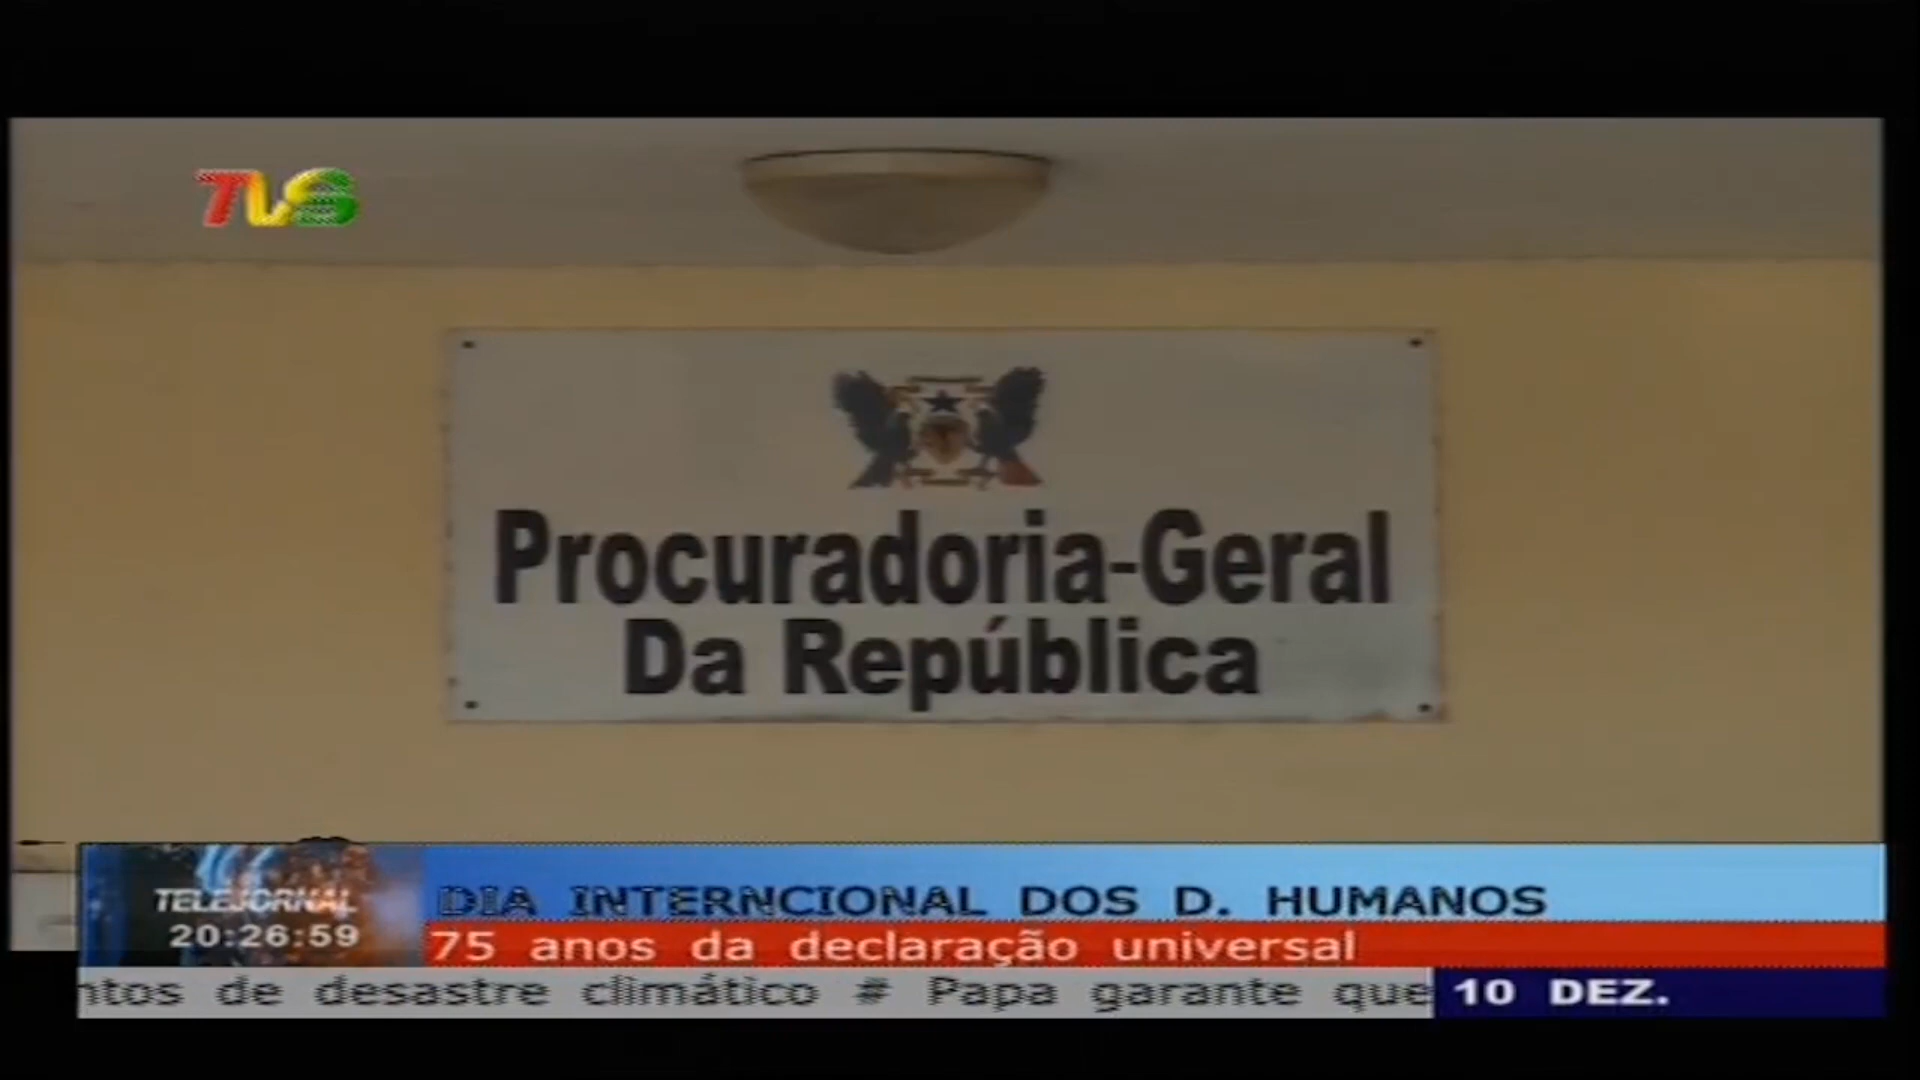 TVS
Procuradoria-Geral
Da República
TELEJORNAL
20:26:59
DIA INTERNCIONAL DOS D. HUMANOS
75 anos da declaração universal
ntos de desastre climático # Papa garante que
10 DEZ.